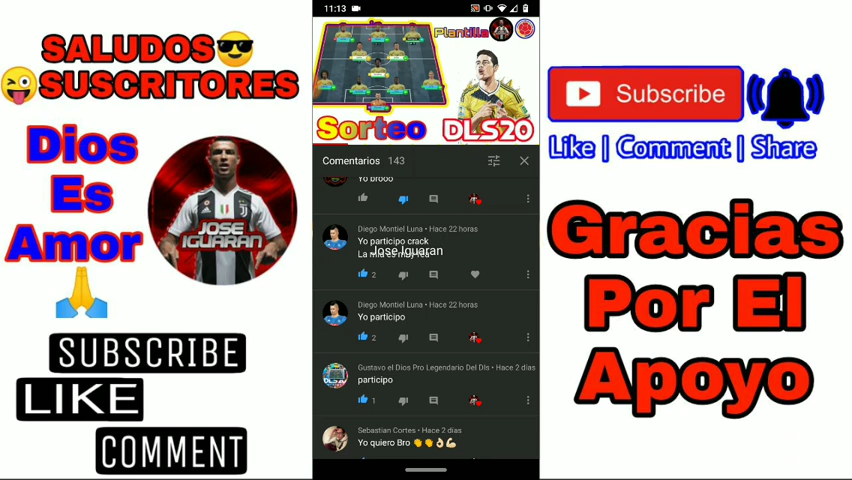 SALUDOS😎
😜SUSCRITORES
Dios
Es
Amor
🙏
JOSE
IGUARAN
SUBSCRIBE
LIKE
COMMENT
11:13
Plantilla
Sorteo DLS20
Comentarios 143
Yo brooo
Diego Montiel Luna • Hace 22 horas
Yo participo crack
Jose Iguaran
2
Diego Montiel Luna • Hace 22 horas
Yo participo
2
Gustavo el Dios Pro Legendario Del Dls • Hace 2 días
participo
1
Sebastian Cortes • Hace 2 días
Yo quiero Bro 👏👏👌💪
Subscribe
Like | Comment | Share
Gracias
Por El
Apoyo